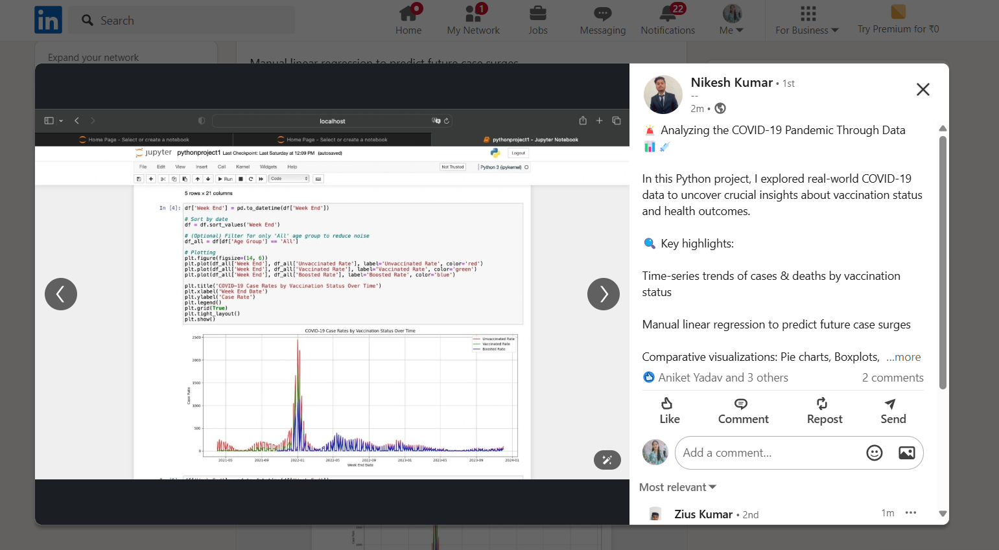 in
Search
Home
1
My Network
Jobs
Messaging
22
Notifications
Me
For Business
Try Premium for ₹0
Expand your network
Manual linear regression to predict future case surges
localhost
Home Page - Select or create a notebook
Home Page - Select or create a notebook
pythonproject1 - Jupyter Notebook
jupyter pythonproject1 Last Checkpoint: Last Saturday at 12:09 PM (autosaved)
Logout
File Edit View Insert Cell Kernel Widgets Help
Not Trusted
Python 3 (ipykernel)
Run
Code
5 rows × 21 columns
In [4]: df['Week End'] = pd.to_datetime(df['Week End'])
# Sort by date
df = df.sort_values('Week End')
# (Optional) Filter for only 'All' age group to reduce noise
df_all = df[df['Age Group'] == 'All']
# Plotting
plt.figure(figsize=(14, 6))
plt.plot(df_all['Week End'], df_all['Unvaccinated Rate'], label='Unvaccinated Rate', color='red')
plt.plot(df_all['Week End'], df_all['Vaccinated Rate'], label='Vaccinated Rate', color='green')
plt.plot(df_all['Week End'], df_all['Boosted Rate'], label='Boosted Rate', color='blue')
plt.title('COVID-19 Case Rates by Vaccination Status Over Time')
plt.xlabel('Week End Date')
plt.ylabel('Case Rate')
plt.legend()
plt.grid(True)
plt.tight_layout()
plt.show()
COVID-19 Case Rates by Vaccination Status Over Time
Unvaccinated Rate
Vaccinated Rate
Boosted Rate
2500
2000
1500
1000
500
0
Case Rate
2021-05 2021-09 2022-01 2022-05 2022-09 2023-01 2023-05 2023-09 2024-01
Week End Date
Nikesh Kumar • 1st
--
2m •
Analyzing the COVID-19 Pandemic Through Data
In this Python project, I explored real-world COVID-19
data to uncover crucial insights about vaccination status
and health outcomes.
Key highlights:
Time-series trends of cases & deaths by vaccination
status
Manual linear regression to predict future case surges
Comparative visualizations: Pie charts, Boxplots, ...more
Aniket Yadav and 3 others
2 comments
Like
Comment
Repost
Send
Add a comment...
Most relevant
Zius Kumar • 2nd
1m